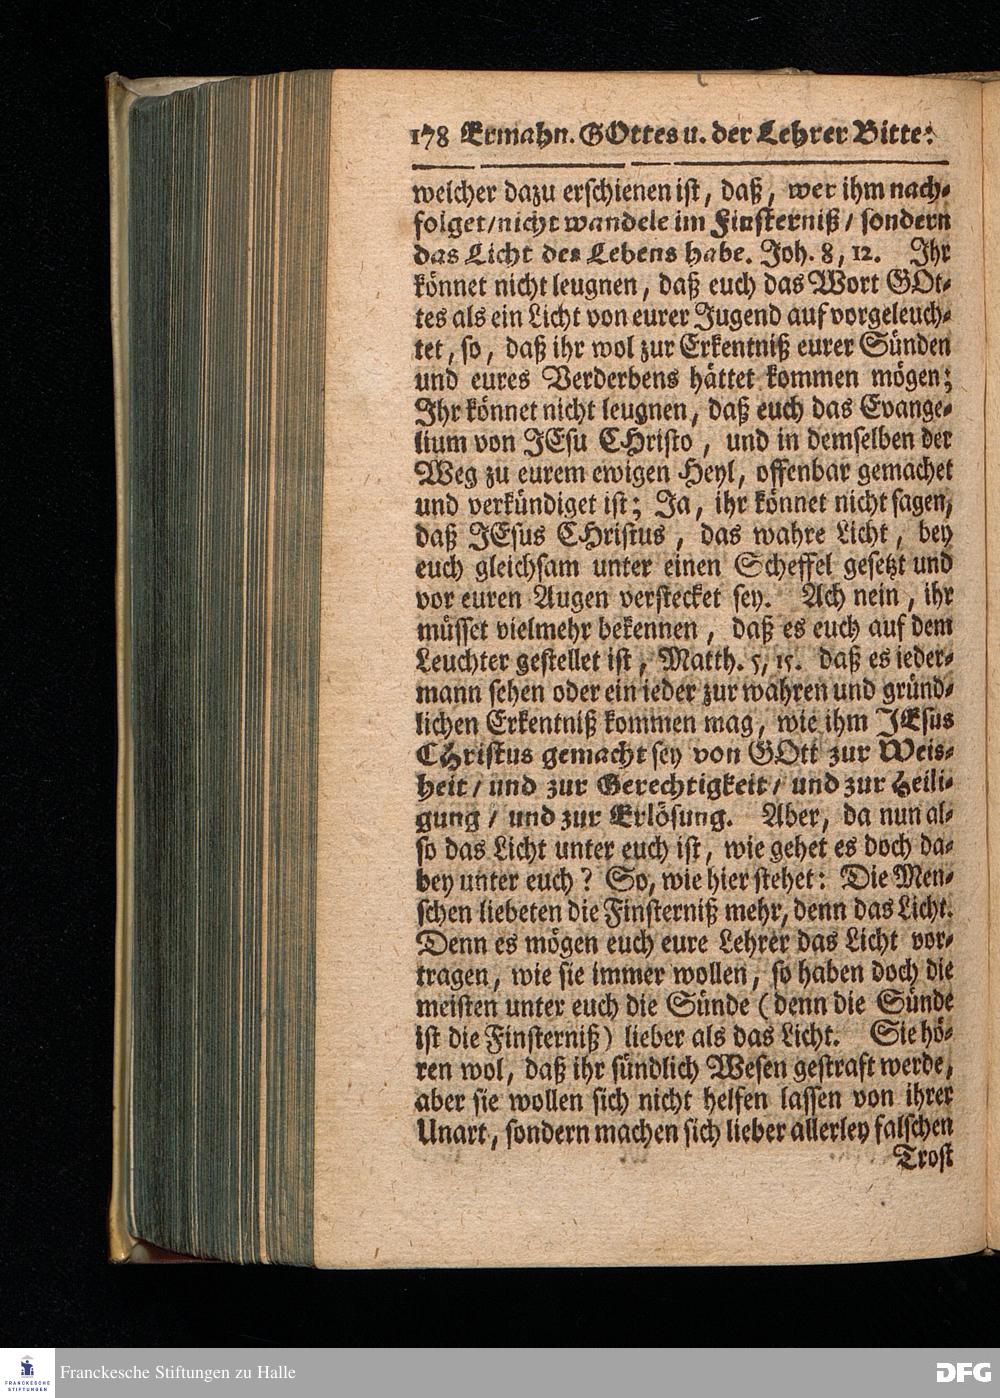 178 Ermahn. GOttes u. der Lehrer Bitte:
welcher dazu erschienen ist, daß, wer ihm nach-
folget/nicht wandele im Finsterniß/ sondern
das Licht des Lebens habe. Joh. 8, 12. Ihr
könnet nicht leugnen, daß euch das Wort GOt-
tes als ein Licht von eurer Jugend auf vorgeleuch-
tet, so, daß ihr wol zur Erkentniß eurer Sünden
und eures Verderbens hättet kommen mögen;
Ihr könnet nicht leugnen, daß euch das Evange-
lium von JEsu CHristo, und in demselben der
Weg zu eurem ewigen Heyl, offenbar gemachet
und verkündiget ist; Ja, ihr könnet nicht sagen,
daß JEsus CHristus, das wahre Licht, bey
euch gleichsam unter einen Scheffel gesetzt und
vor euren Augen verstecket sey. Ach nein, ihr
müsset vielmehr bekennen, daß es euch auf dem
Leuchter gestellet ist, Matth. 5, 15. daß es ieder-
mann sehen oder ein ieder zur wahren und gründ-
lichen Erkentniß kommen mag, wie ihm JEsus
CHristus gemacht sey von GOtt zur Weis-
heit/ und zur Gerechtigkeit/ und zur Heili-
gung/ und zur Erlösung. Aber, da nun al-
so das Licht unter euch ist, wie gehet es doch da-
bey unter euch? So, wie hier stehet: Die Men-
schen liebeten die Finsterniß mehr, denn das Licht.
Denn es mögen euch eure Lehrer das Licht vor-
tragen, wie sie immer wollen, so haben doch die
meisten unter euch die Sünde (denn die Sünde
ist die Finsterniß) lieber als das Licht. Sie hö-
ren wol, daß ihr sündlich Wesen gestraft werde,
aber sie wollen sich nicht helfen lassen von ihrer
Unart, sondern machen sich lieber allerley falschen
Trost
FRANCKESCHE
STIFTUNGEN
Franckesche Stiftungen zu Halle
DFG